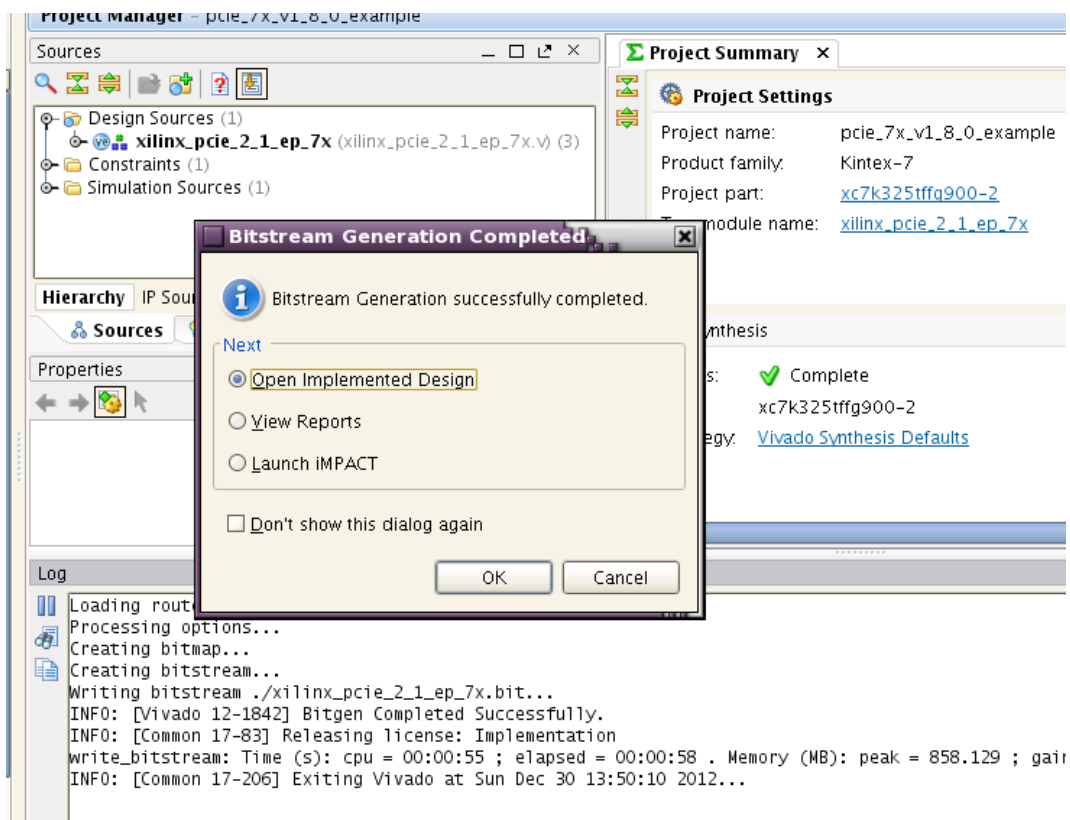 Project Manager - pcie_7x_v1_8_0_example
Sources
Design Sources (1)
xilinx_pcie_2_1_ep_7x (xilinx_pcie_2_1_ep_7x.v) (3)
Constraints (1)
Simulation Sources (1)
Hierarchy IP Sou
Sources
Properties
Σ Project Summary ×
Project Settings
Project name: pcie_7x_v1_8_0_example
Product family: Kintex-7
Project part: xc7k325tffg900-2
module name: xilinx_pcie_2_1_ep_7x
ynthesis
s: Complete
xc7k325tffg900-2
egy: Vivado Synthesis Defaults
Bitstream Generation Completed
Bitstream Generation successfully completed.
Next
Open Implemented Design
View Reports
Launch iMPACT
Don't show this dialog again
OK Cancel
Log
Loading rout
Processing options...
Creating bitmap...
Creating bitstream...
Writing bitstream ./xilinx_pcie_2_1_ep_7x.bit...
INFO: [Vivado 12-1842] Bitgen Completed Successfully.
INFO: [Common 17-83] Releasing license: Implementation
write_bitstream: Time (s): cpu = 00:00:55 ; elapsed = 00:00:58 . Memory (MB): peak = 858.129 ; gai
INFO: [Common 17-206] Exiting Vivado at Sun Dec 30 13:50:10 2012...